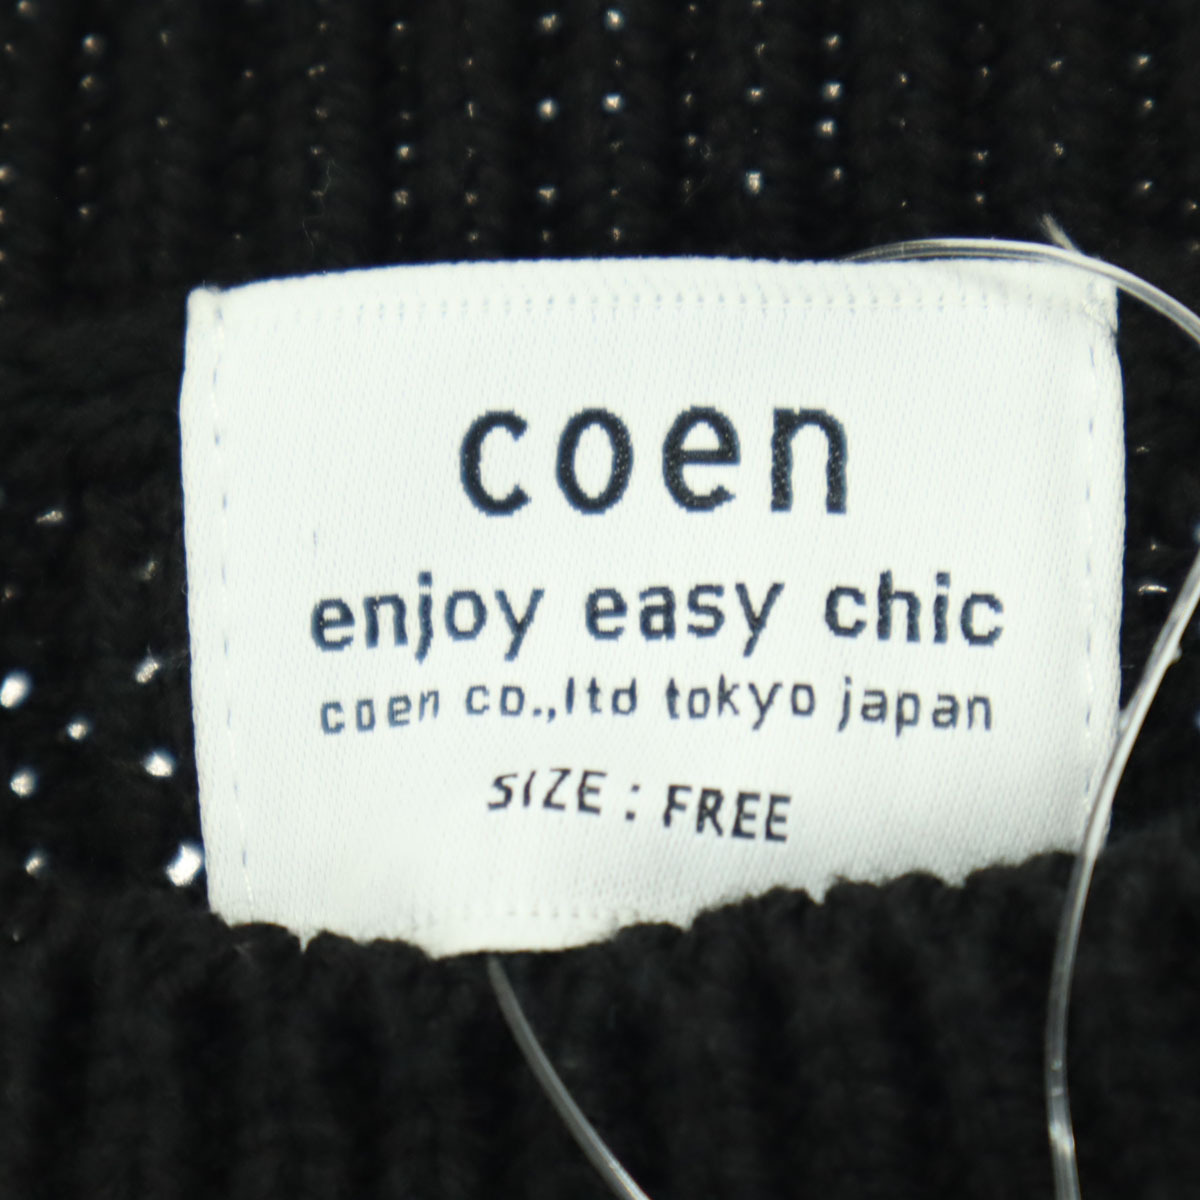 coen
enjoy easy chic
coen co.,ltd tokyo japan
SIZE : FREE